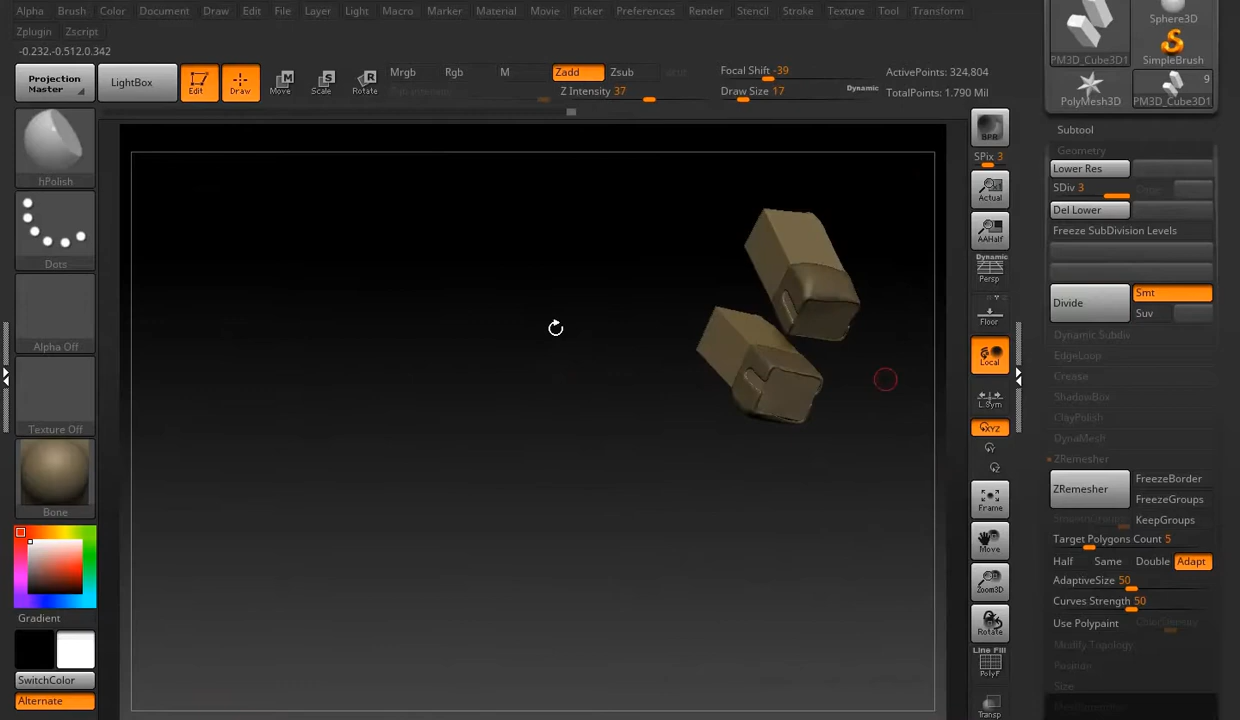 Alpha Brush Color Document Draw Edit File Layer Light Macro Marker Material Movie Picker Preferences Render Stencil Stroke Texture Tool Transform
Zplugin Zscript
-0.232,-0.512,0.342
Projection
Master
LightBox
Edit
Draw
Move
Scale
Rotate
Mrgb Rgb M
Zadd Zsub
Z Intensity 37
Focal Shift -39
Draw Size 17
Dynamic
ActivePoints: 324,804
TotalPoints: 1.790 Mil
hPolish
Dots
Alpha Off
Texture Off
Bone
Gradient
SwitchColor
Alternate
BPR
SPix 3
Actual
AAHalf
Dynamic
Persp
Floor
Local
L.Sym
XYZ
Frame
Move
Zoom3D
Rotate
Line Fill
PolyF
Transp
PM3D_Cube3D1
Sphere3D
SimpleBrush
PolyMesh3D
9
PM3D_Cube3D1
Subtool
Geometry
Lower Res
SDiv 3
Del Lower
Freeze SubDivision Levels
Divide
Smt
Suv
Dynamic Subdiv
EdgeLoop
Crease
ShadowBox
ClayPolish
DynaMesh
ZRemesher
ZRemesher
FreezeBorder
FreezeGroups
KeepGroups
Target Polygons Count 5
Half Same Double Adapt
AdaptiveSize 50
Curves Strength 50
Use Polypaint
Modify Topology
Position
Size